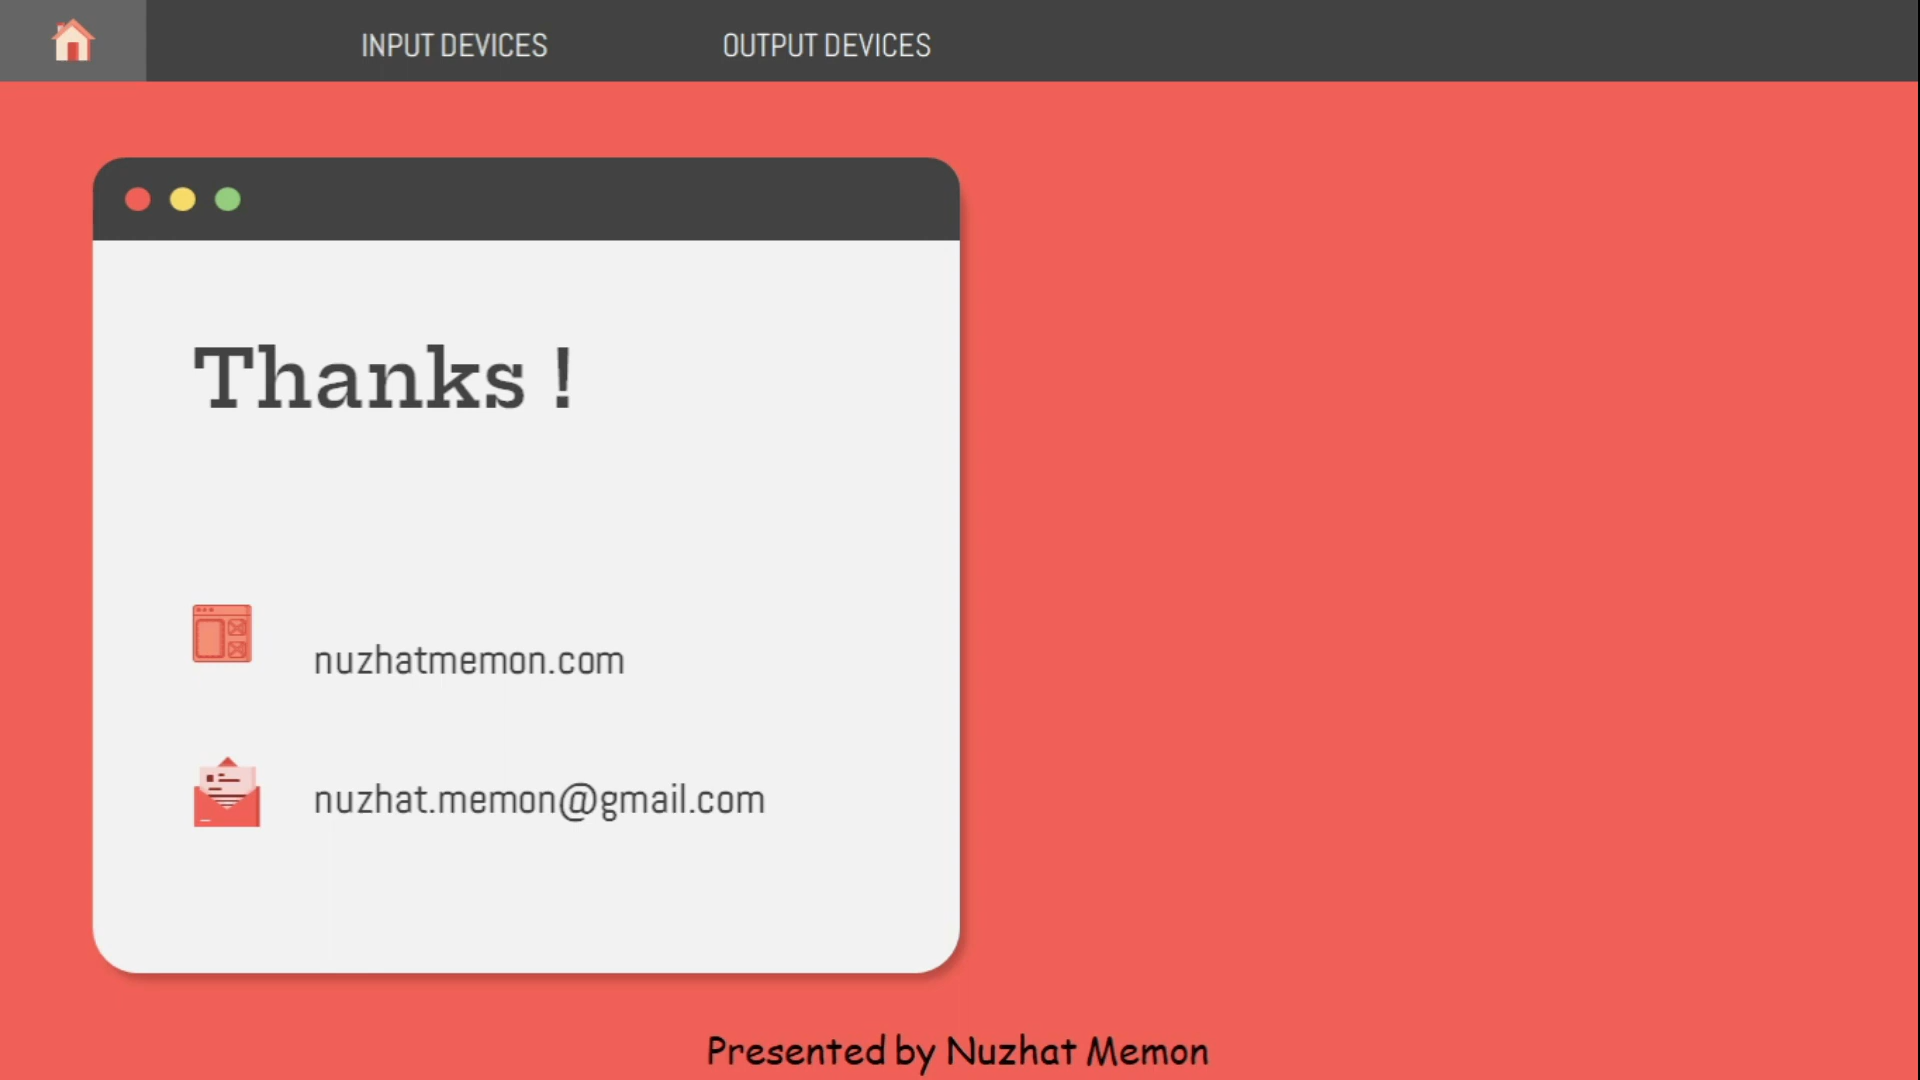 INPUT DEVICES
OUTPUT DEVICES
Thanks !
nuzhatmemon.com
nuzhat.memon@gmail.com
Presented by Nuzhat Memon